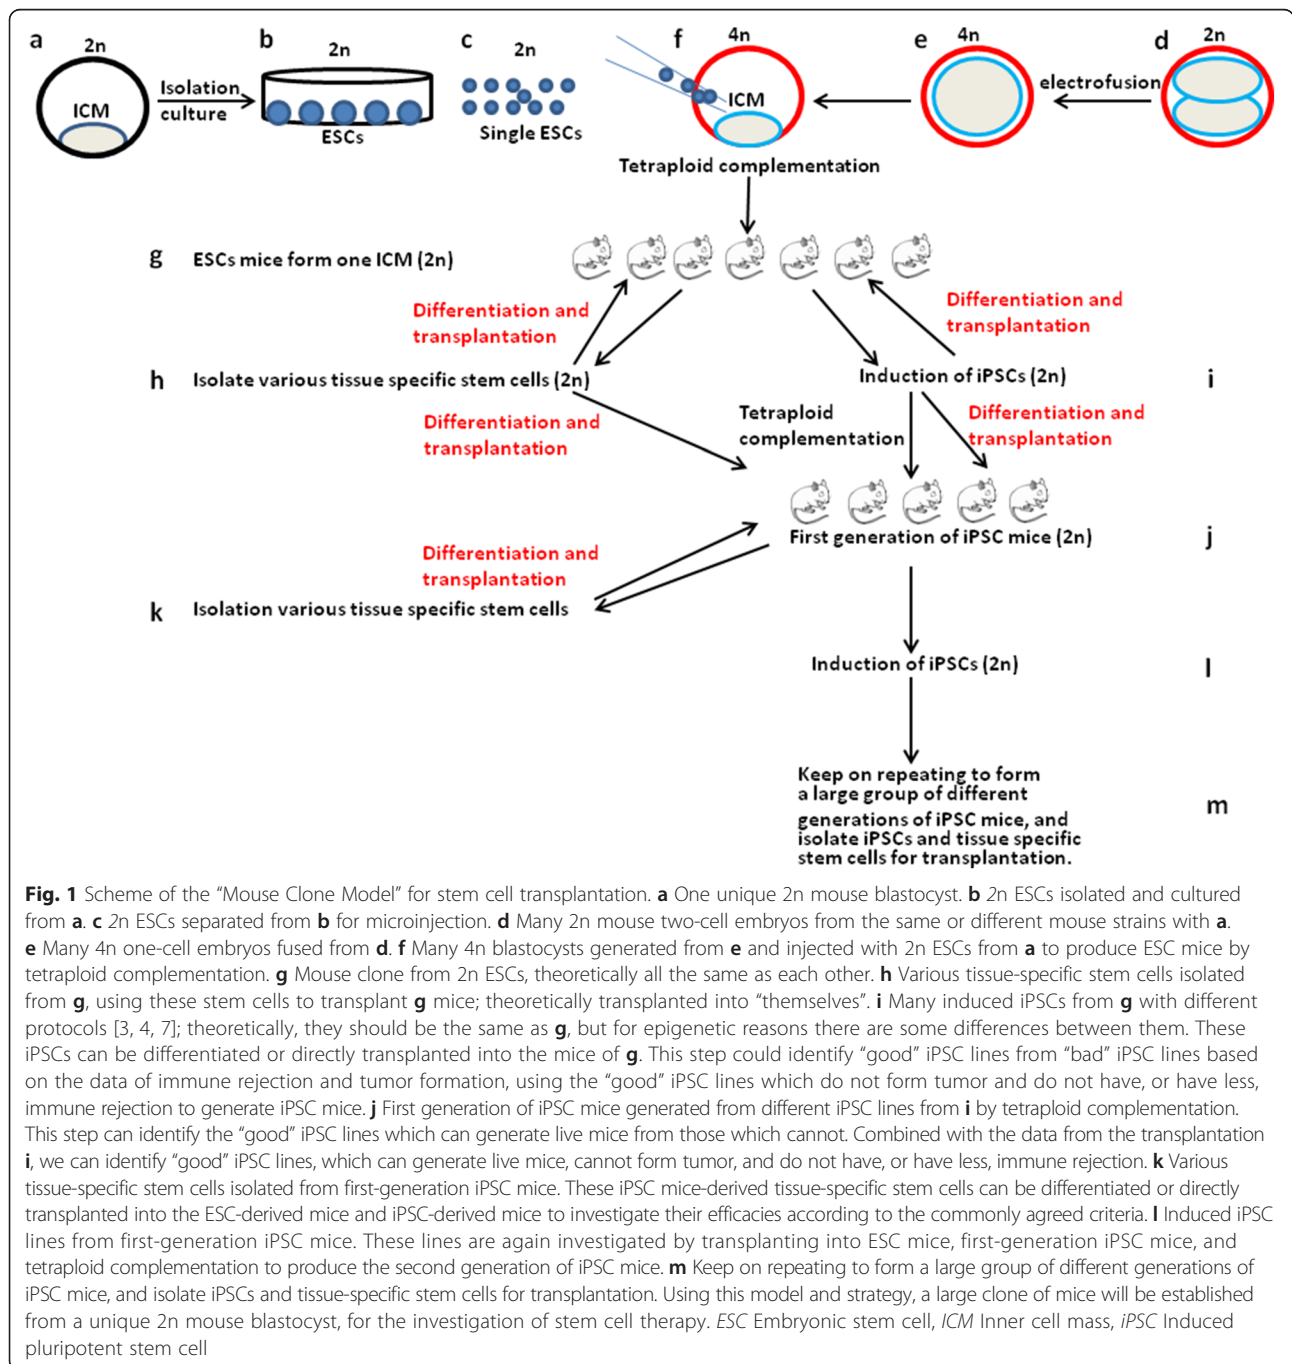 a 2n b 2n c 2n f 4n e 4n d 2n
ICM Isolation culture ESCs Single ESCs ICM electrofusion
Tetraploid complementation
g ESCs mice form one ICM (2n)
Differentiation and
transplantation
Differentiation and
transplantation
h Isolate various tissue specific stem cells (2n)
Induction of iPSCs (2n) i
Differentiation and
transplantation
Tetraploid
complementation
Differentiation and
transplantation
First generation of iPSC mice (2n) j
Differentiation and
transplantation
k Isolation various tissue specific stem cells
Induction of iPSCs (2n) l
Keep on repeating to form
a large group of different
generations of iPSC mice, and
isolate iPSCs and tissue specific
stem cells for transplantation.
m
Fig. 1 Scheme of the “Mouse Clone Model” for stem cell transplantation. a One unique 2n mouse blastocyst. b 2n ESCs isolated and cultured
from a. c 2n ESCs separated from b for microinjection. d Many 2n mouse two-cell embryos from the same or different mouse strains with a.
e Many 4n one-cell embryos fused from d. f Many 4n blastocysts generated from e and injected with 2n ESCs from a to produce ESC mice by
tetraploid complementation. g Mouse clone from 2n ESCs, theoretically all the same as each other. h Various tissue-specific stem cells isolated
from g, using these stem cells to transplant g mice; theoretically transplanted into “themselves”. i Many induced iPSCs from g with different
protocols [3, 4, 7]; theoretically, they should be the same as g, but for epigenetic reasons there are some differences between them. These
iPSCs can be differentiated or directly transplanted into the mice of g. This step could identify “good” iPSC lines from “bad” iPSC lines based
on the data of immune rejection and tumor formation, using the “good” iPSC lines which do not form tumor and do not have, or have less,
immune rejection to generate iPSC mice. j First generation of iPSC mice generated from different iPSC lines from i by tetraploid complementation.
This step can identify the “good” iPSC lines which can generate live mice from those which cannot. Combined with the data from the transplantation
i, we can identify “good” iPSC lines, which can generate live mice, cannot form tumor, and do not have, or have less, immune rejection. k Various
tissue-specific stem cells isolated from first-generation iPSC mice. These iPSC mice-derived tissue-specific stem cells can be differentiated or directly
transplanted into the ESC-derived mice and iPSC-derived mice to investigate their efficacies according to the commonly agreed criteria. l Induced iPSC
lines from first-generation iPSC mice. These lines are again investigated by transplanting into ESC mice, first-generation iPSC mice, and
tetraploid complementation to produce the second generation of iPSC mice. m Keep on repeating to form a large group of different generations of
iPSC mice, and isolate iPSCs and tissue-specific stem cells for transplantation. Using this model and strategy, a large clone of mice will be established
from a unique 2n mouse blastocyst, for the investigation of stem cell therapy. ESC Embryonic stem cell, ICM Inner cell mass, iPSC Induced
pluripotent stem cell